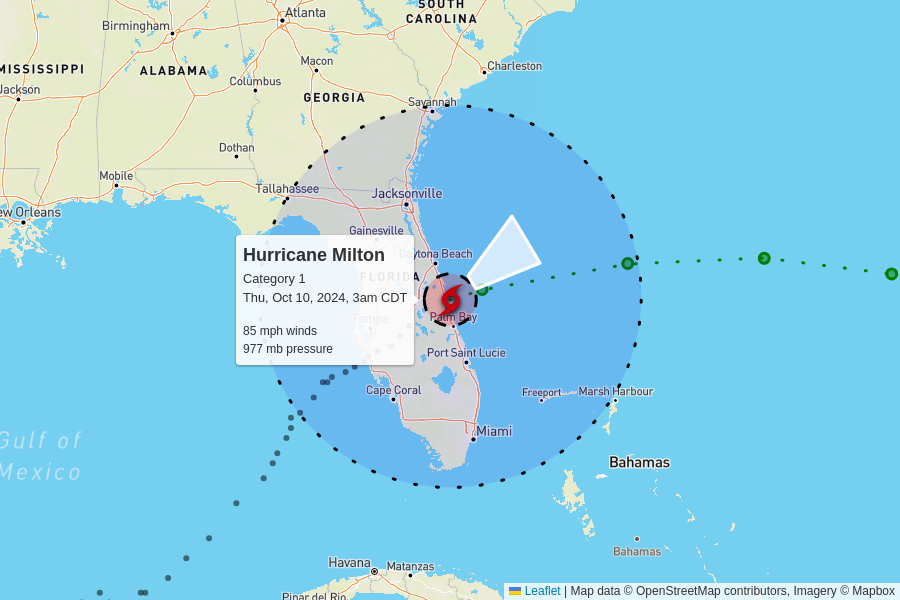 SOUTH
CAROLINA
Atlanta
Birmingham
MISSISSIPPI
ALABAMA
Macon
Charleston
Jackson
Columbus
GEORGIA
Savannah
Dothan
Mobile
Tallahassee
Jacksonville
New Orleans
Gainesville
Daytona Beach
Hurricane Milton
Category 1
Thu, Oct 10, 2024, 3am CDT
85 mph winds
977 mb pressure
FLORIDA
Tampa
Palm Bay
Port Saint Lucie
Cape Coral
Freeport
Marsh Harbour
Miami
Gulf of
Mexico
Bahamas
Bahamas
Havana
Matanzas
Pinar del Rio
Leaflet | Map data © OpenStreetMap contributors, Imagery © Mapbox